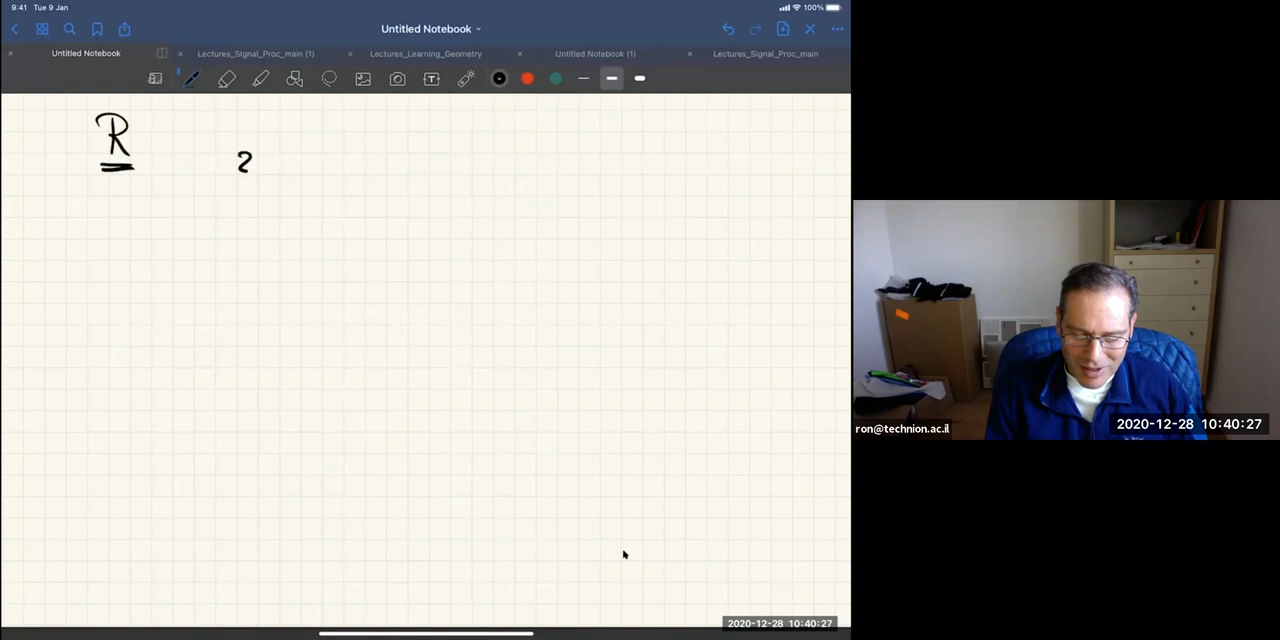 9:41 Tue 9 Jan 100%
Untitled Notebook
Untitled Notebook Lectures_Signal_Proc_main (1) Lectures_Learning_Geometry Untitled Notebook (1) Lectures_Signal_Proc_main
T
R
2
ron@technion.ac.il
2020-12-28 10:40:27
2020-12-28 10:40:27